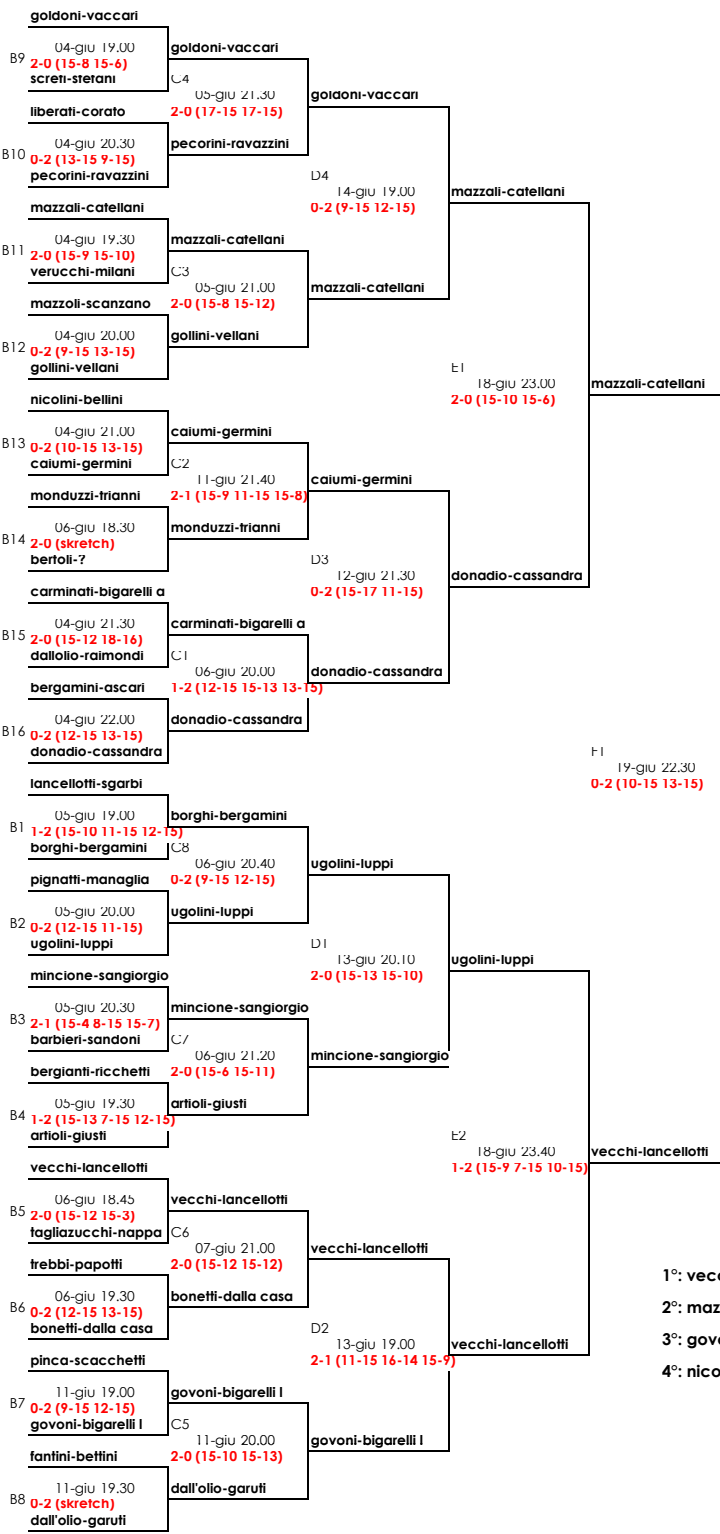 goldoni-vaccari
04-giu 19.00
goldoni-vaccari
B9
2-0 (15-8 15-6)
screti-stefani
C4
05-giu 21.30
goldoni-vaccari
liberati-corato
2-0 (17-15 17-15)
04-giu 20.30
pecorini-ravazzini
B10
0-2 (13-15 9-15)
pecorini-ravazzini
D4
14-giu 19.00
mazzali-catellani
mazzali-catellani
0-2 (9-15 12-15)
04-giu 19.30
mazzali-catellani
B11
2-0 (15-9 15-10)
verucchi-milani
C3
05-giu 21.00
mazzali-catellani
mazzoli-scanzano
2-0 (15-8 15-12)
04-giu 20.00
gollini-vellani
B12
0-2 (9-15 13-15)
gollini-vellani
E1
18-giu 23.00
mazzali-catellani
nicolini-bellini
2-0 (15-10 15-6)
04-giu 21.00
caiumi-germini
B13
0-2 (10-15 13-15)
caiumi-germini
C2
11-giu 21.40
caiumi-germini
monduzzi-trianni
2-1 (15-9 11-15 15-8)
06-giu 18.30
monduzzi-trianni
B14
2-0 (skretch)
bertoli-?
D3
12-giu 21.30
donadio-cassandra
carminati-bigarelli a
0-2 (15-17 11-15)
04-giu 21.30
carminati-bigarelli a
B15
2-0 (15-12 18-16)
dallolio-raimondi
C1
06-giu 20.00
donadio-cassandra
bergamini-ascari
1-2 (12-15 15-13 13-15)
04-giu 22.00
donadio-cassandra
B16
0-2 (12-15 13-15)
donadio-cassandra
F1
19-giu 22.30
lancellotti-sgarbi
0-2 (10-15 13-15)
05-giu 19.00
borghi-bergamini
B1
1-2 (15-10 11-15 12-15)
borghi-bergamini
C8
06-giu 20.40
ugolini-luppi
pignatti-managlia
0-2 (9-15 12-15)
05-giu 20.00
ugolini-luppi
B2
0-2 (12-15 11-15)
ugolini-luppi
D1
13-giu 20.10
ugolini-luppi
mincione-sangiorgio
2-0 (15-13 15-10)
05-giu 20.30
mincione-sangiorgio
B3
2-1 (15-4 8-15 15-7)
barbieri-sandoni
C7
06-giu 21.20
mincione-sangiorgio
bergianti-ricchetti
2-0 (15-6 15-11)
05-giu 19.30
artioli-giusti
B4
1-2 (15-13 7-15 12-15)
artioli-giusti
E2
18-giu 23.40
vecchi-lancellotti
vecchi-lancellotti
1-2 (15-9 7-15 10-15)
06-giu 18.45
vecchi-lancellotti
B5
2-0 (15-12 15-3)
tagliazucchi-nappa
C6
07-giu 21.00
vecchi-lancellotti
trebbi-papotti
2-0 (15-12 15-12)
06-giu 19.30
bonetti-dalla casa
B6
0-2 (12-15 13-15)
bonetti-dalla casa
D2
13-giu 19.00
vecchi-lancellotti
pinca-scacchetti
2-1 (11-15 16-14 15-9)
11-giu 19.00
govoni-bigarelli l
B7
0-2 (9-15 12-15)
govoni-bigarelli l
C5
11-giu 20.00
govoni-bigarelli l
fantini-bettini
2-0 (15-10 15-13)
11-giu 19.30
dall'olio-garuti
B8
0-2 (skretch)
dall'olio-garuti
1°: vecc
2°: maz
3°: gov
4°: nico